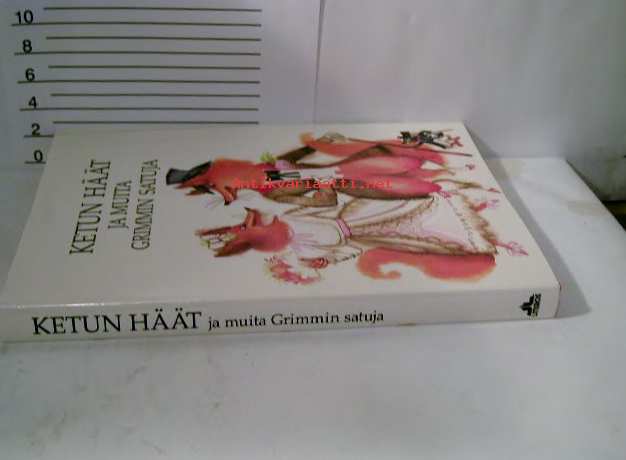 10
8
6
4
2
0
KETUN HÄÄT
JA MUITA
GRIMMIN SATUJA
antikvariaatti.net
KETUN HÄÄT ja muita Grimmin satuja